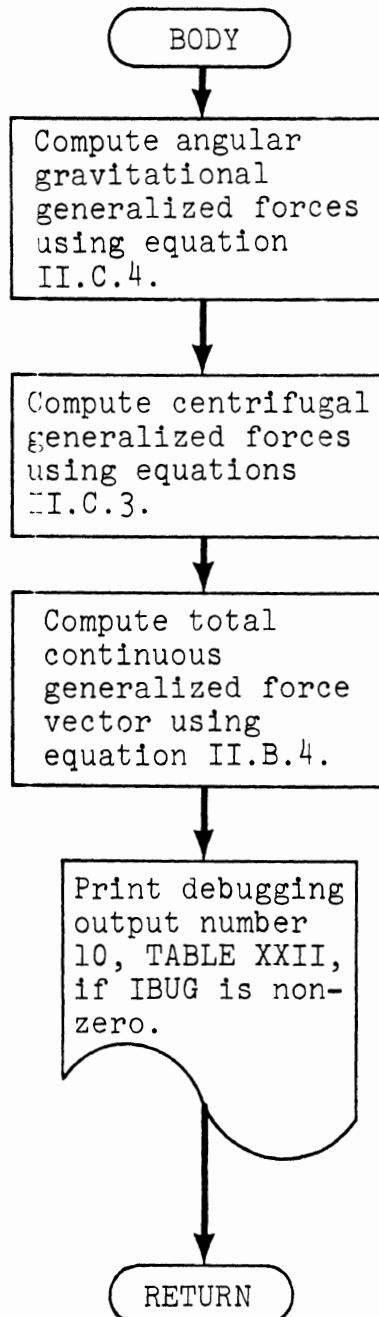 BODY
Compute angular
gravitational
generalized forces
using equation
II.C.4.
Compute centrifugal
generalized forces
using equations
II.C.3.
Compute total
continuous
generalized force
vector using
equation II.B.4.
Print debugging
output number
10, TABLE XXII,
if IBUG is non-
zero.
RETURN